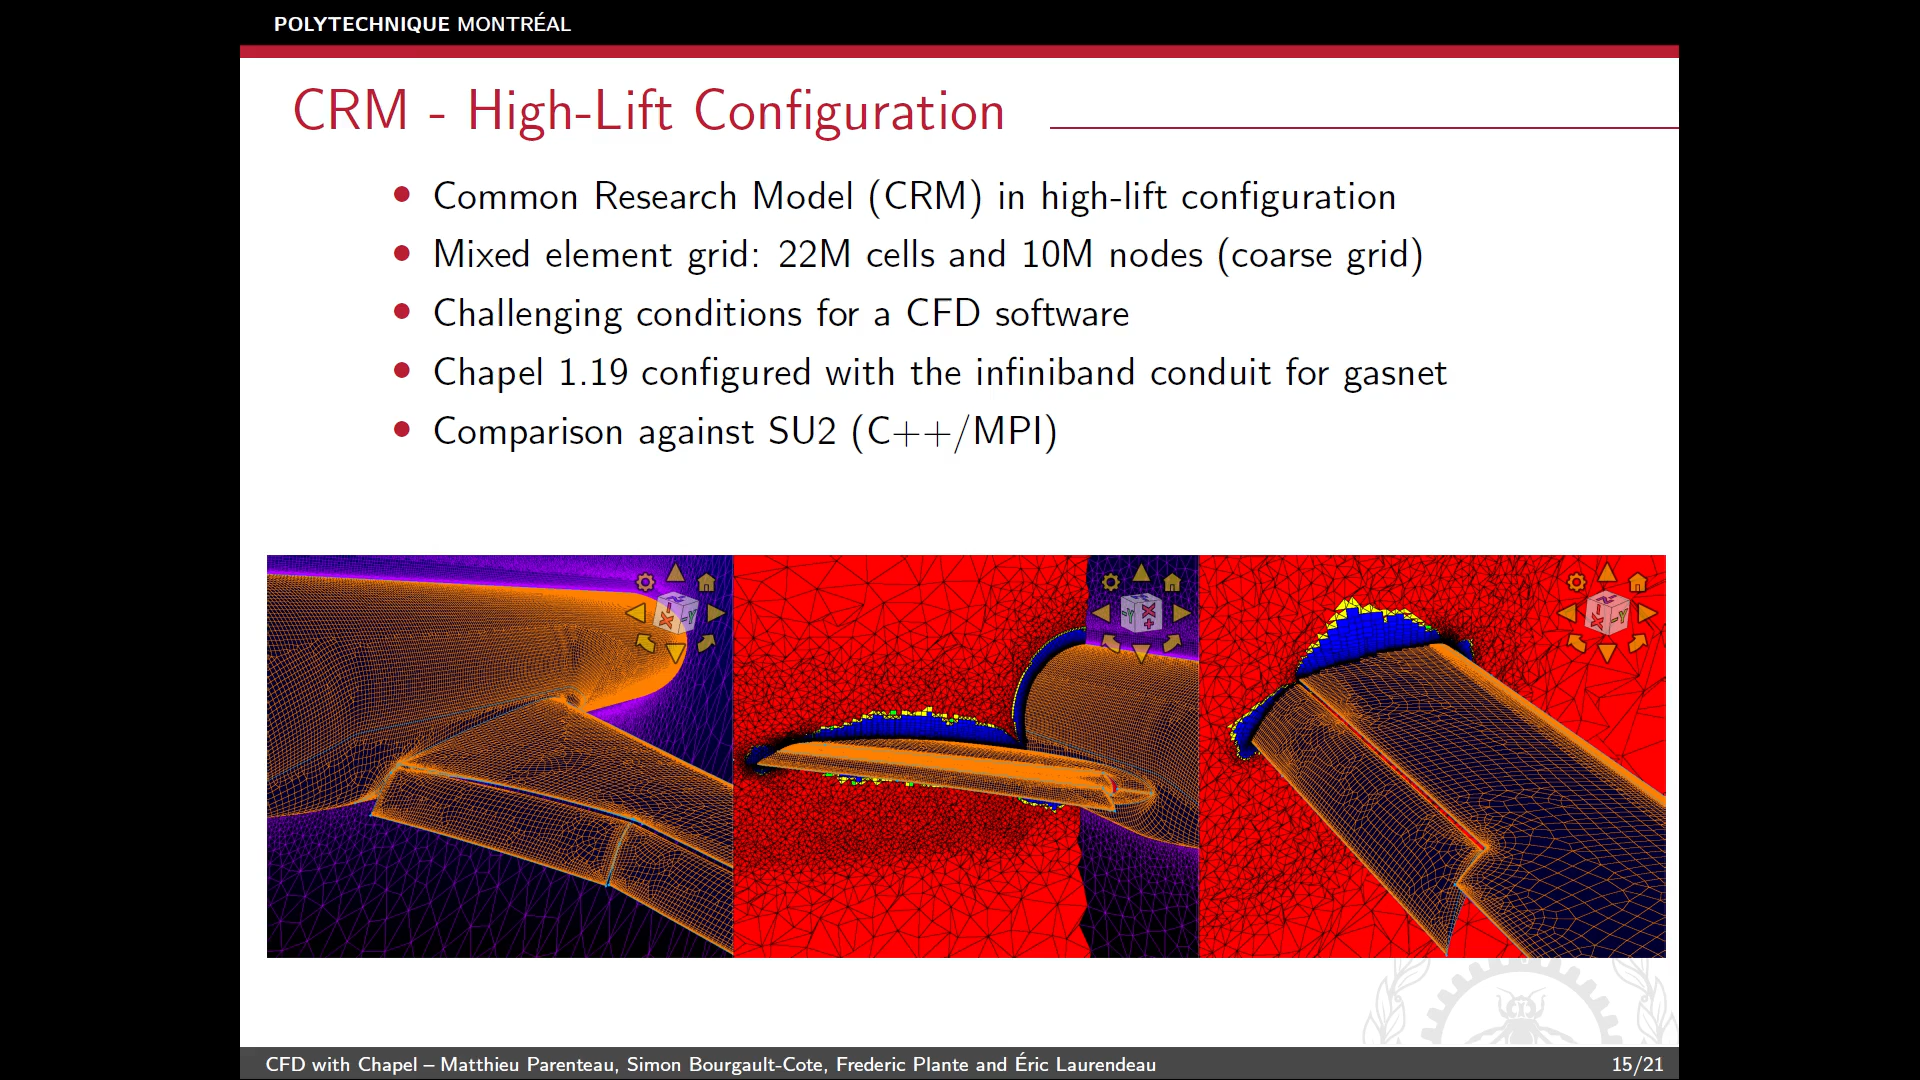 POLYTECHNIQUE MONTRÉAL
CRM - High-Lift Configuration
• Common Research Model (CRM) in high-lift configuration
• Mixed element grid: 22M cells and 10M nodes (coarse grid)
• Challenging conditions for a CFD software
• Chapel 1.19 configured with the infiniband conduit for gasnet
• Comparison against SU2 (C++/MPI)
CFD with Chapel – Matthieu Parenteau, Simon Bourgault-Cote, Frederic Plante and Éric Laurendeau
15/21